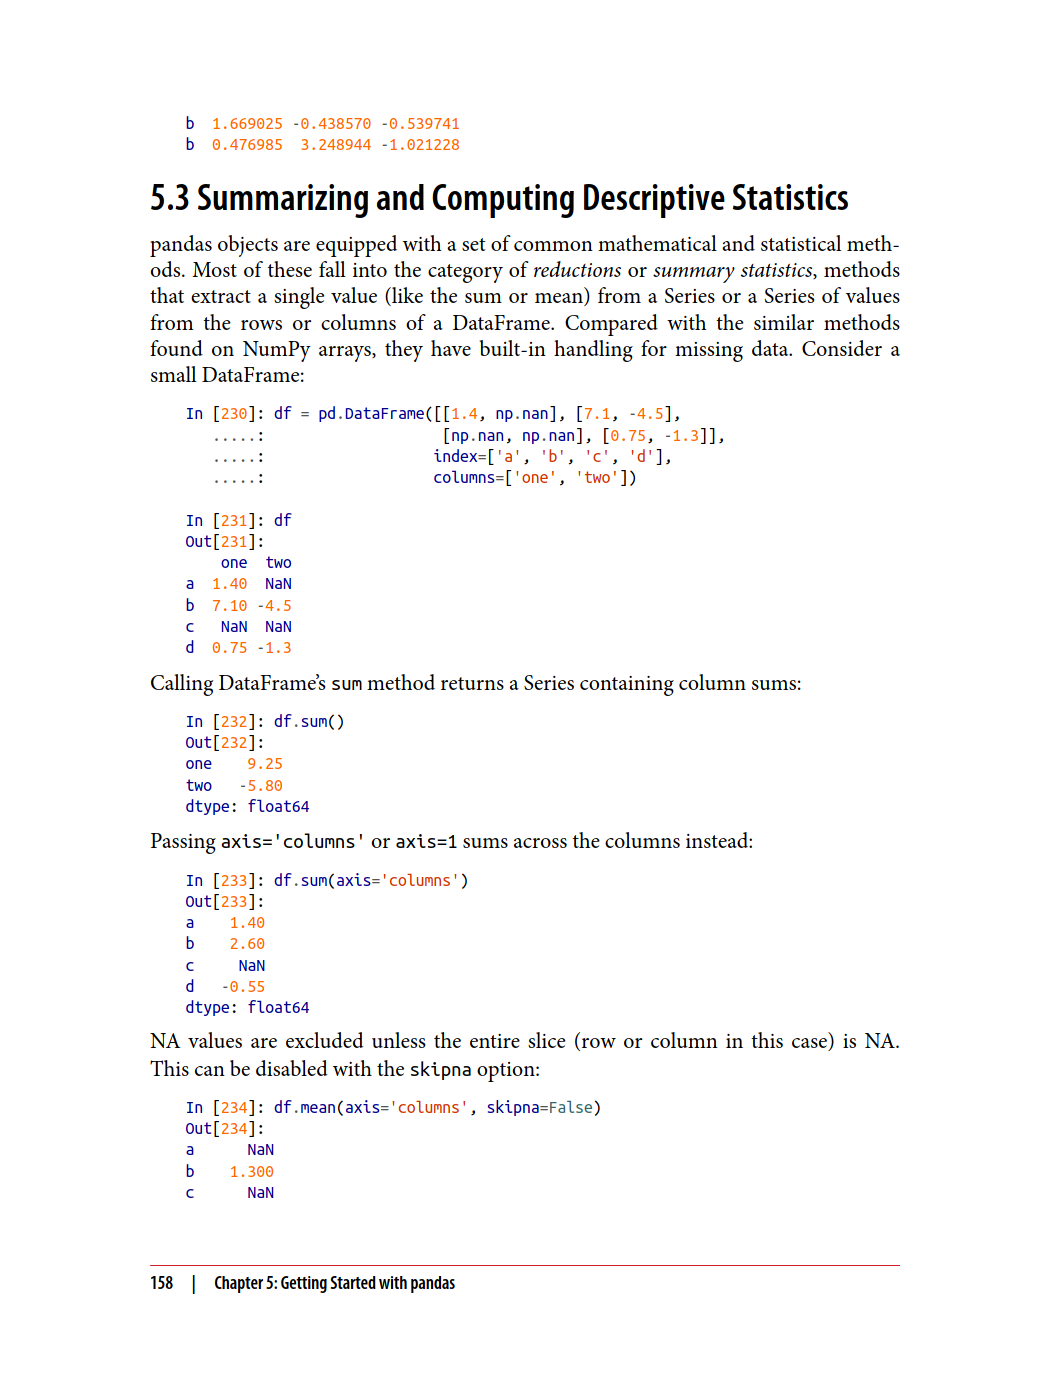 b  1.669025 -0.438570 -0.539741
b  0.476985  3.248944 -1.021228
5.3 Summarizing and Computing Descriptive Statistics
pandas objects are equipped with a set of common mathematical and statistical meth-
ods. Most of these fall into the category of reductions or summary statistics, methods
that extract a single value (like the sum or mean) from a Series or a Series of values
from the rows or columns of a DataFrame. Compared with the similar methods
found on NumPy arrays, they have built-in handling for missing data. Consider a
small DataFrame:
In [230]: df = pd.DataFrame([[1.4, np.nan], [7.1, -4.5],
   .....:                    [np.nan, np.nan], [0.75, -1.3]],
   .....:                   index=['a', 'b', 'c', 'd'],
   .....:                   columns=['one', 'two'])
In [231]: df
Out[231]:
    one  two
a  1.40  NaN
b  7.10 -4.5
c   NaN  NaN
d  0.75 -1.3
Calling DataFrame’s sum method returns a Series containing column sums:
In [232]: df.sum()
Out[232]:
one    9.25
two   -5.80
dtype: float64
Passing axis='columns' or axis=1 sums across the columns instead:
In [233]: df.sum(axis='columns')
Out[233]:
a    1.40
b    2.60
c     NaN
d   -0.55
dtype: float64
NA values are excluded unless the entire slice (row or column in this case) is NA.
This can be disabled with the skipna option:
In [234]: df.mean(axis='columns', skipna=False)
Out[234]:
a      NaN
b    1.300
c      NaN
158 | Chapter 5: Getting Started with pandas